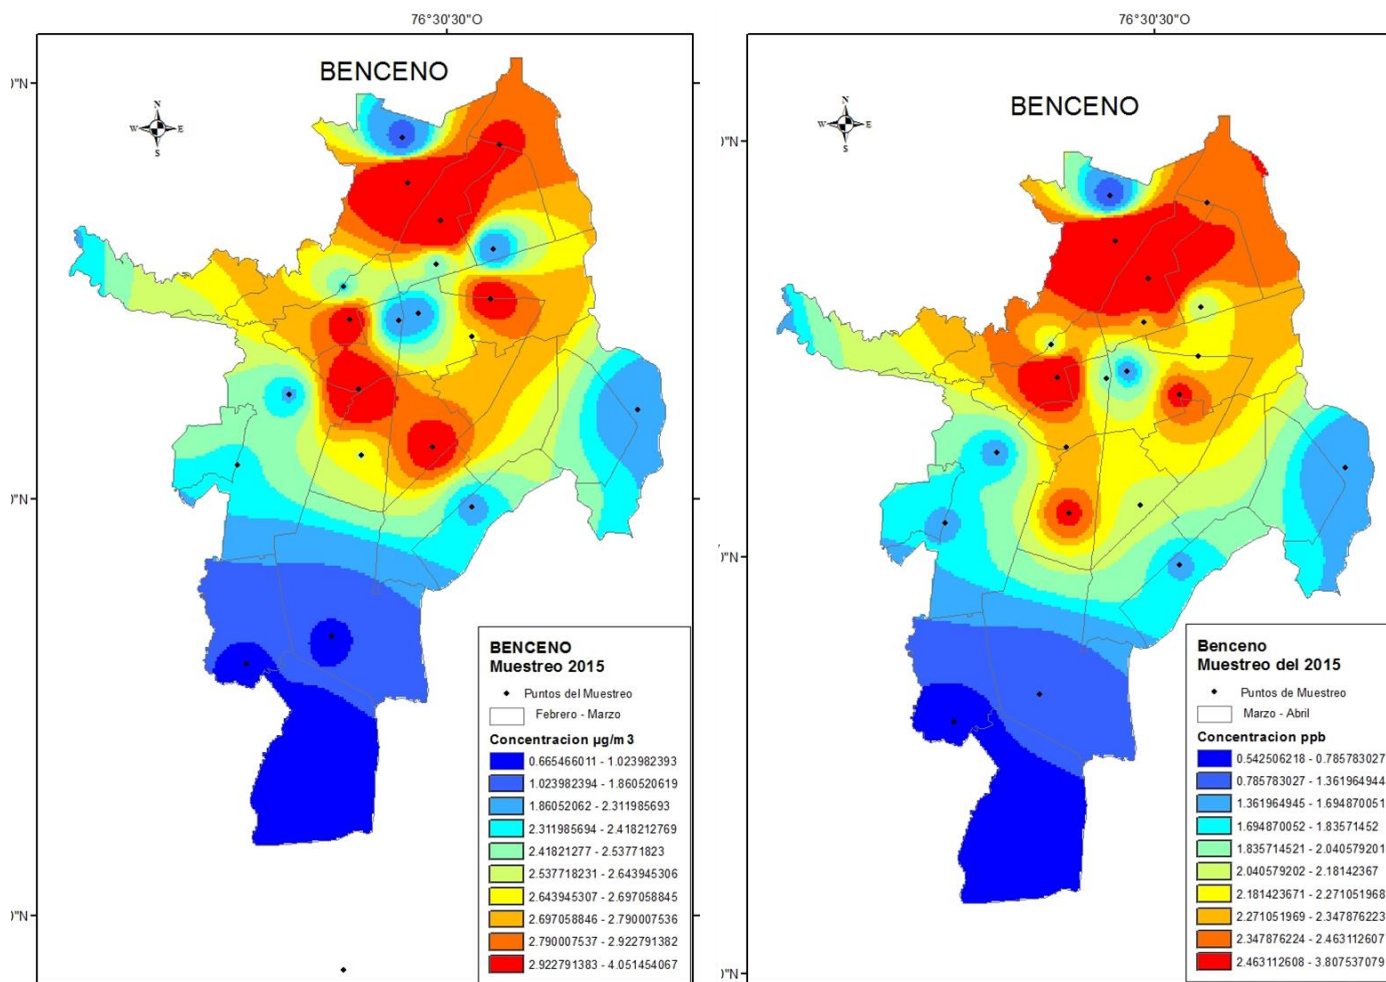 76°30'30"O
BENCENO
N
W E
S
)"N
)"N
)"N
BENCENO
Muestreo 2015
Puntos del Muestreo
Febrero - Marzo
Concentracion µg/m3
0.665466011 - 1.023982393
1.023982394 - 1.860520619
1.86052062 - 2.311985693
2.311985694 - 2.418212769
2.41821277 - 2.53771823
2.537718231 - 2.643945306
2.643945307 - 2.697058845
2.697058846 - 2.790007536
2.790007537 - 2.922791382
2.922791383 - 4.051454067
76°30'30"O
BENCENO
N
W E
S
)"N
)"N
)"N
Benceno
Muestreo del 2015
Puntos de Muestreo
Marzo - Abril
Concentracion ppb
0.542506218 - 0.785783027
0.785783027 - 1.361964944
1.361964945 - 1.694870051
1.694870052 - 1.83571452
1.835714521 - 2.040579201
2.040579202 - 2.18142367
2.181423671 - 2.271051968
2.271051969 - 2.347876223
2.347876224 - 2.463112607
2.463112608 - 3.807537079